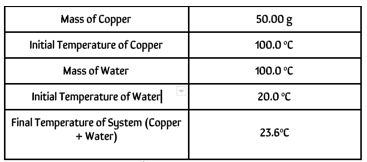 Mass of Copper 50.00 g
Initial Temperature of Copper 100.0 °C
Mass of Water 100.0 °C
Initial Temperature of Water 20.0 °C
Final Temperature of System (Copper
+ Water) 23.6°C